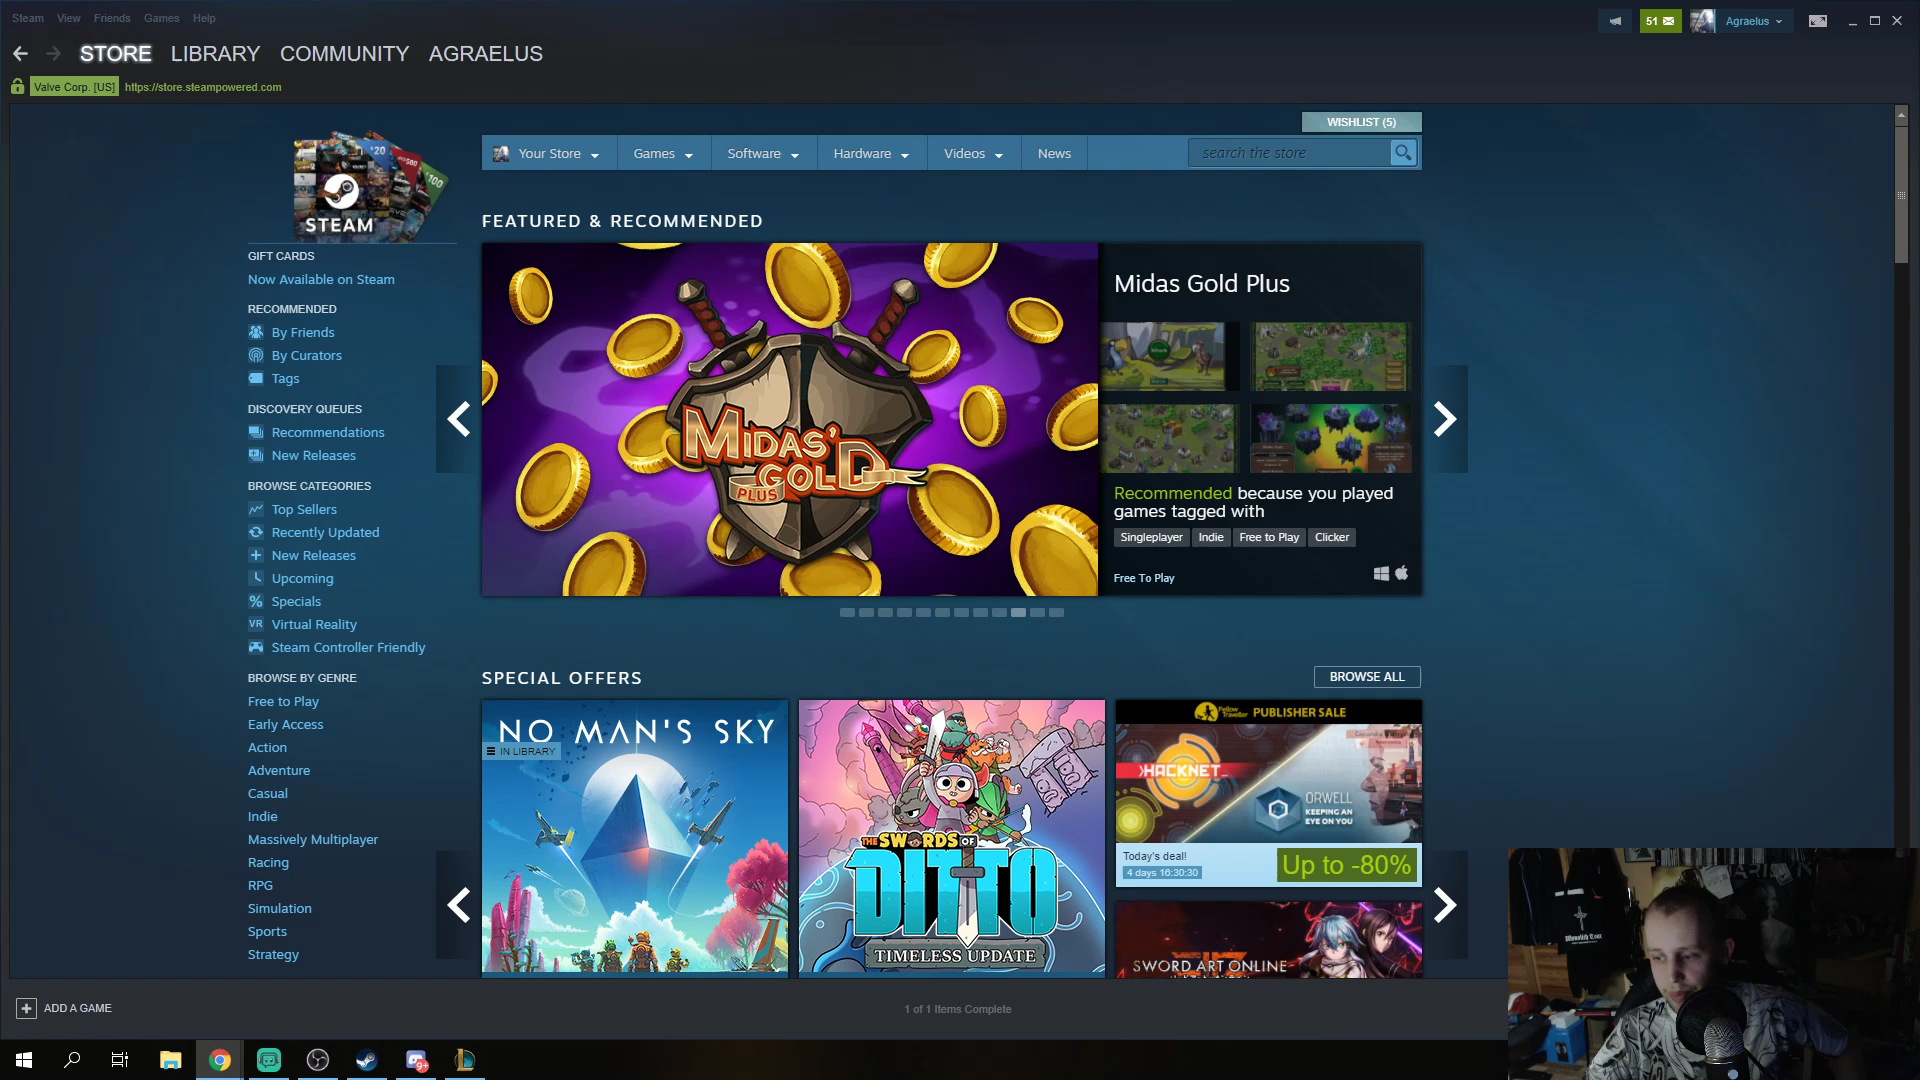 Steam View Friends Games Help
51
Agraelus
STORE LIBRARY COMMUNITY AGRAELUS
Valve Corp. [US] https://store.steampowered.com
WISHLIST (5)
Your Store Games Software Hardware Videos News
search the store
$20
$100
STEAM
GIFT CARDS
Now Available on Steam
RECOMMENDED
By Friends
By Curators
Tags
DISCOVERY QUEUES
Recommendations
New Releases
BROWSE CATEGORIES
Top Sellers
Recently Updated
New Releases
Upcoming
% Specials
VR Virtual Reality
Steam Controller Friendly
BROWSE BY GENRE
Free to Play
Early Access
Action
Adventure
Casual
Indie
Massively Multiplayer
Racing
RPG
Simulation
Sports
Strategy
FEATURED & RECOMMENDED
MIDAS'
GOLD
PLUS
Midas Gold Plus
Recommended because you played
games tagged with
Singleplayer Indie Free to Play Clicker
Free To Play
SPECIAL OFFERS
BROWSE ALL
NO MAN'S SKY
IN LIBRARY
THE SWORDS OF
DITTO
TIMELESS UPDATE
Fellow Traveller PUBLISHER SALE
HACKNET
ORWELL
KEEPING AN
EYE ON YOU
Today's deal!
4 days 16:30:30
Up to -80%
SWORD ART ONLINE
ADD A GAME
1 of 1 Items Complete
9+